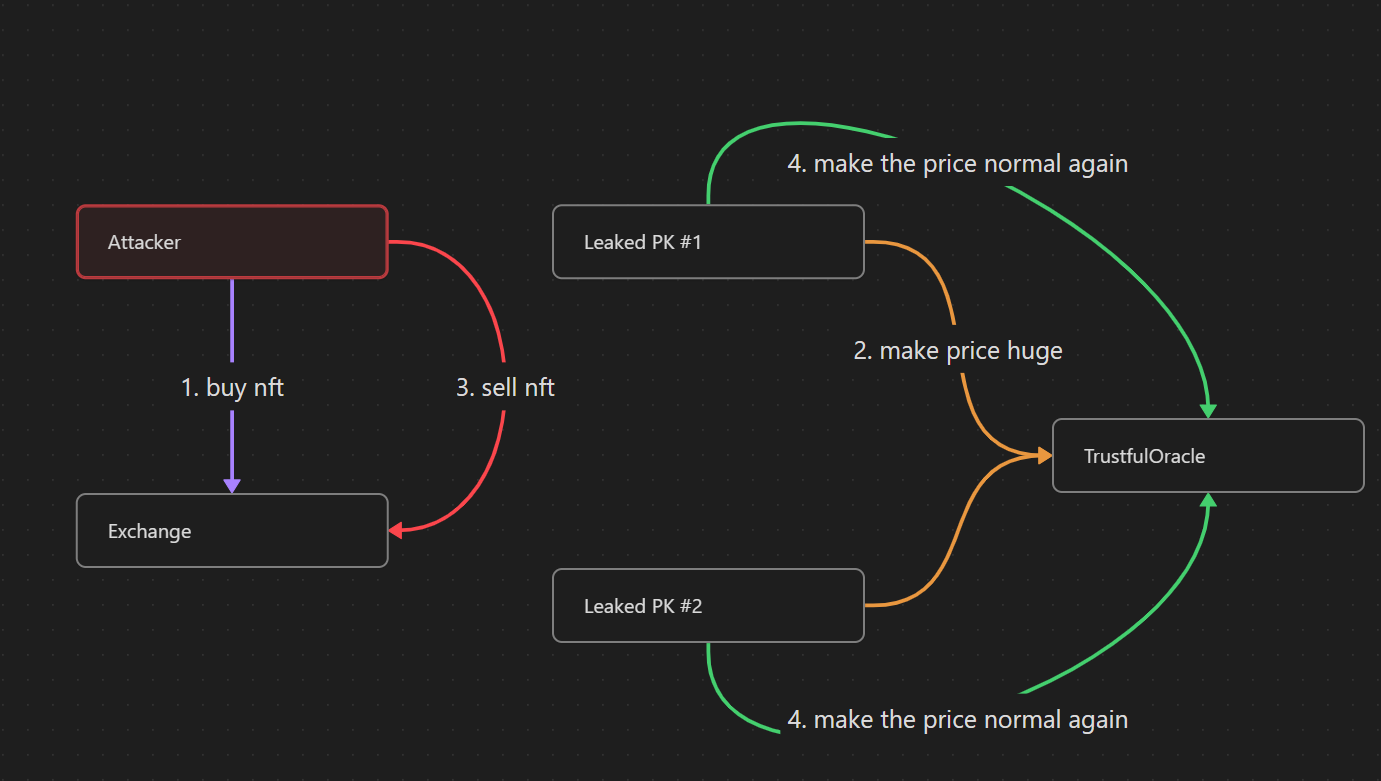 4. make the price normal again
Attacker
Leaked PK #1
2. make price huge
1. buy nft
3. sell nft
TrustfulOracle
Exchange
Leaked PK #2
4. make the price normal again